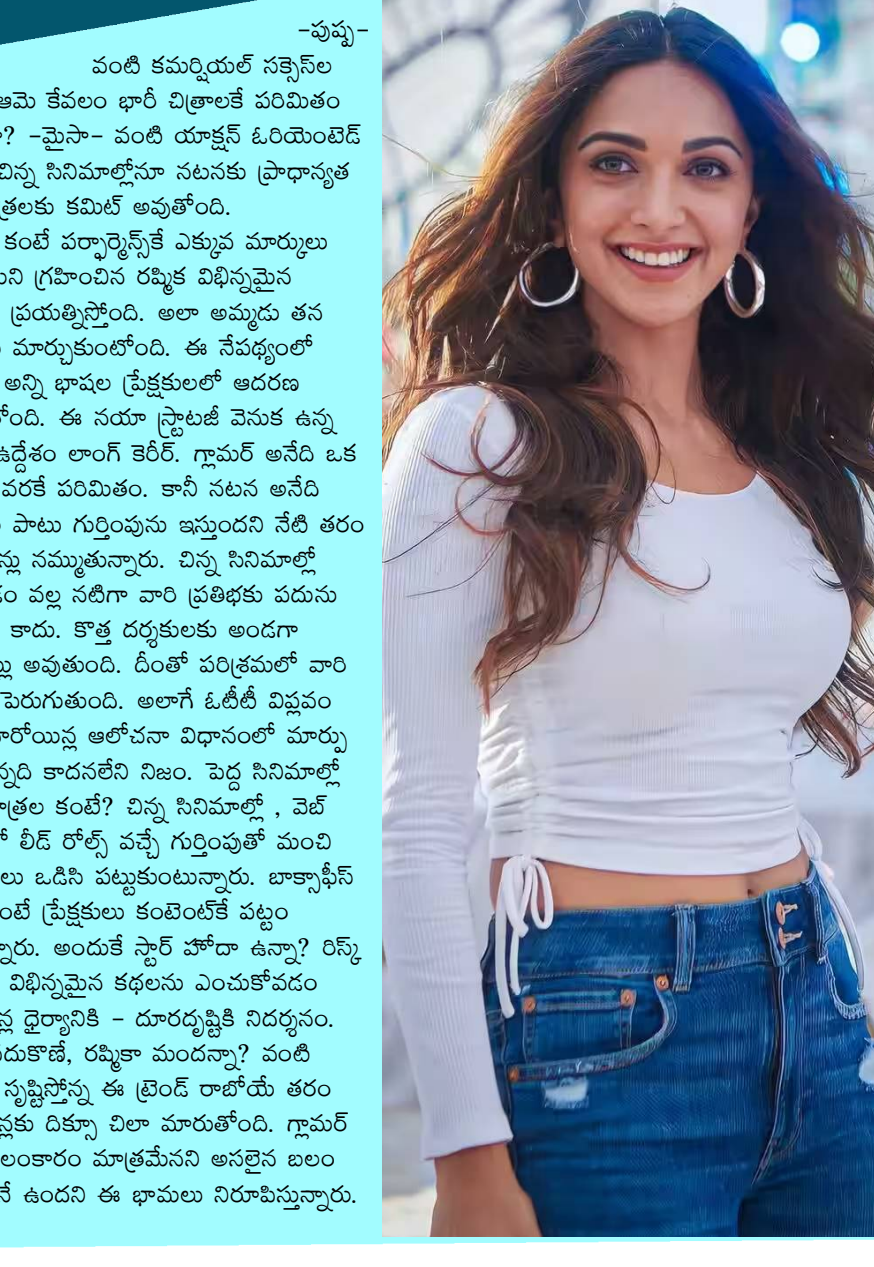 -పుష్ప-
వంటి కమర్షియల్ సక్సెస్‌ల
ఆమె కేవలం భారీ చిత్రాలకే పరిమితం
? -మైసా- వంటి యాక్షన్ ఓరియెంటెడ్
చిన్న సినిమాల్లోనూ నటనకు ప్రాధాన్యత
త్రలకు కమిట్ అవుతోంది.
కంటే పర్ఫార్మెన్స్‌కే ఎక్కువ మార్కులు
ని గ్రహించిన రష్మిక విభిన్నమైన
ప్రయత్నిస్తోంది. అలా అమ్మడు తన
మార్చుకుంటోంది. ఈ నేపథ్యంలో
అన్ని భాషల ప్రేక్షకులలో ఆదరణ
ోంది. ఈ నయా స్ట్రాటజీ వెనుక ఉన్న
ఉద్దేశం లాంగ్ కెరీర్. గ్లామర్ అనేది ఒక
వరకే పరిమితం. కానీ నటన అనేది
పాటు గుర్తింపును ఇస్తుందని నేటి తరం
న్లు నమ్ముతున్నారు. చిన్న సినిమాల్లో
ం వల్ల నటిగా వారి ప్రతిభకు పదును
కాదు. కొత్త దర్శకులకు అండగా
్లు అవుతుంది. దీంతో పరిశ్రమలో వారి
పెరుగుతుంది. అలాగే ఓటీటీ విప్లవం
రోయిన్ల ఆలోచనా విధానంలో మార్పు
న్నది కాదనలేని నిజం. పెద్ద సినిమాల్లో
ాత్రల కంటే? చిన్న సినిమాల్లో , వెబ్
ో లీడ్ రోల్స్ వచ్చే గుర్తింపుతో మంచి
లు ఒడిసి పట్టుకుంటున్నారు. బాక్సాఫీస్
ంటే ప్రేక్షకులు కంటెంట్‌కే పట్టం
్నారు. అందుకే స్టార్ హోదా ఉన్నా? రిస్క్
విభిన్నమైన కథలను ఎంచుకోవడం
న్ల ధైర్యానికి - దూరదృష్టికి నిదర్శనం.
దుకొణే, రష్మికా మందన్నా? వంటి
సృష్టిస్తోన్న ఈ ట్రెండ్ రాబోయే తరం
న్లకు దిక్సూ చిలా మారుతోంది. గ్లామర్
లంకారం మాత్రమేనని అసలైన బలం
నే ఉందని ఈ భామలు నిరూపిస్తున్నారు.